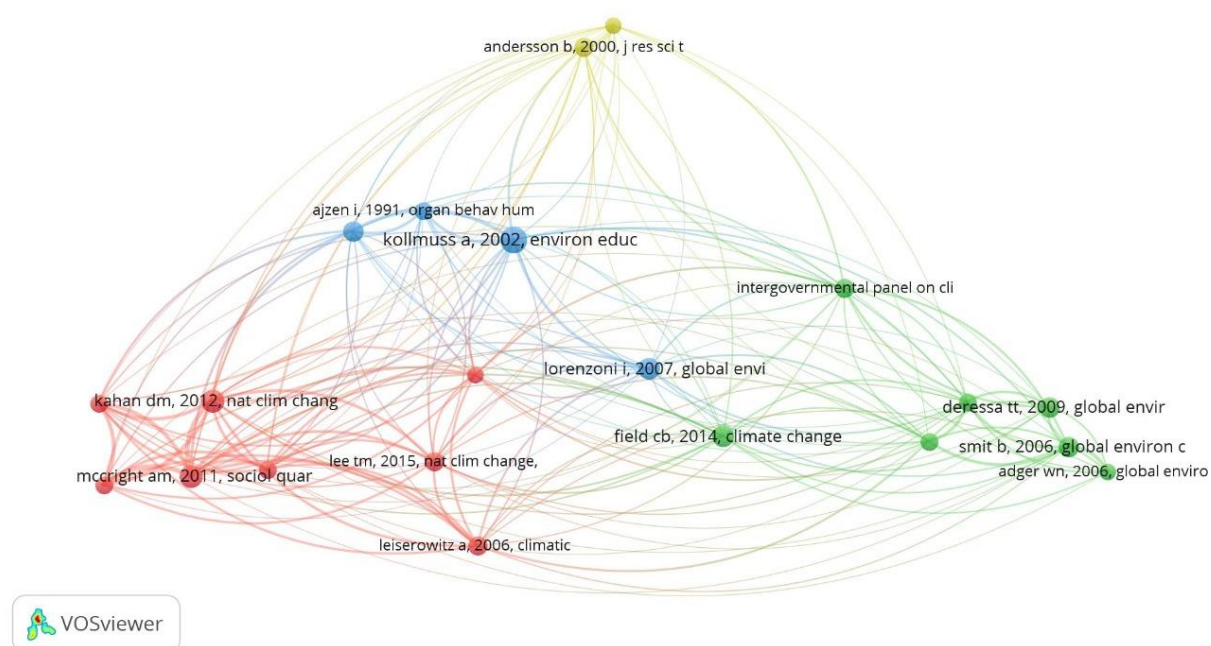 andersson b, 2000, j res sci t
ajzen i, 1991, organ behav hum
kollmuss a, 2002, environ educ
intergovernmental panel on cli
lorenzoni i, 2007, global envi
kahan dm, 2012, nat clim chang
deressa tt, 2009, global envir
field cb, 2014, climate change
smit b, 2006, global environ c
lee tm, 2015, nat clim change,
adger wn, 2006, global enviro
mccright am, 2011, sociol quar
leiserowitz a, 2006, climatic
VOSviewer